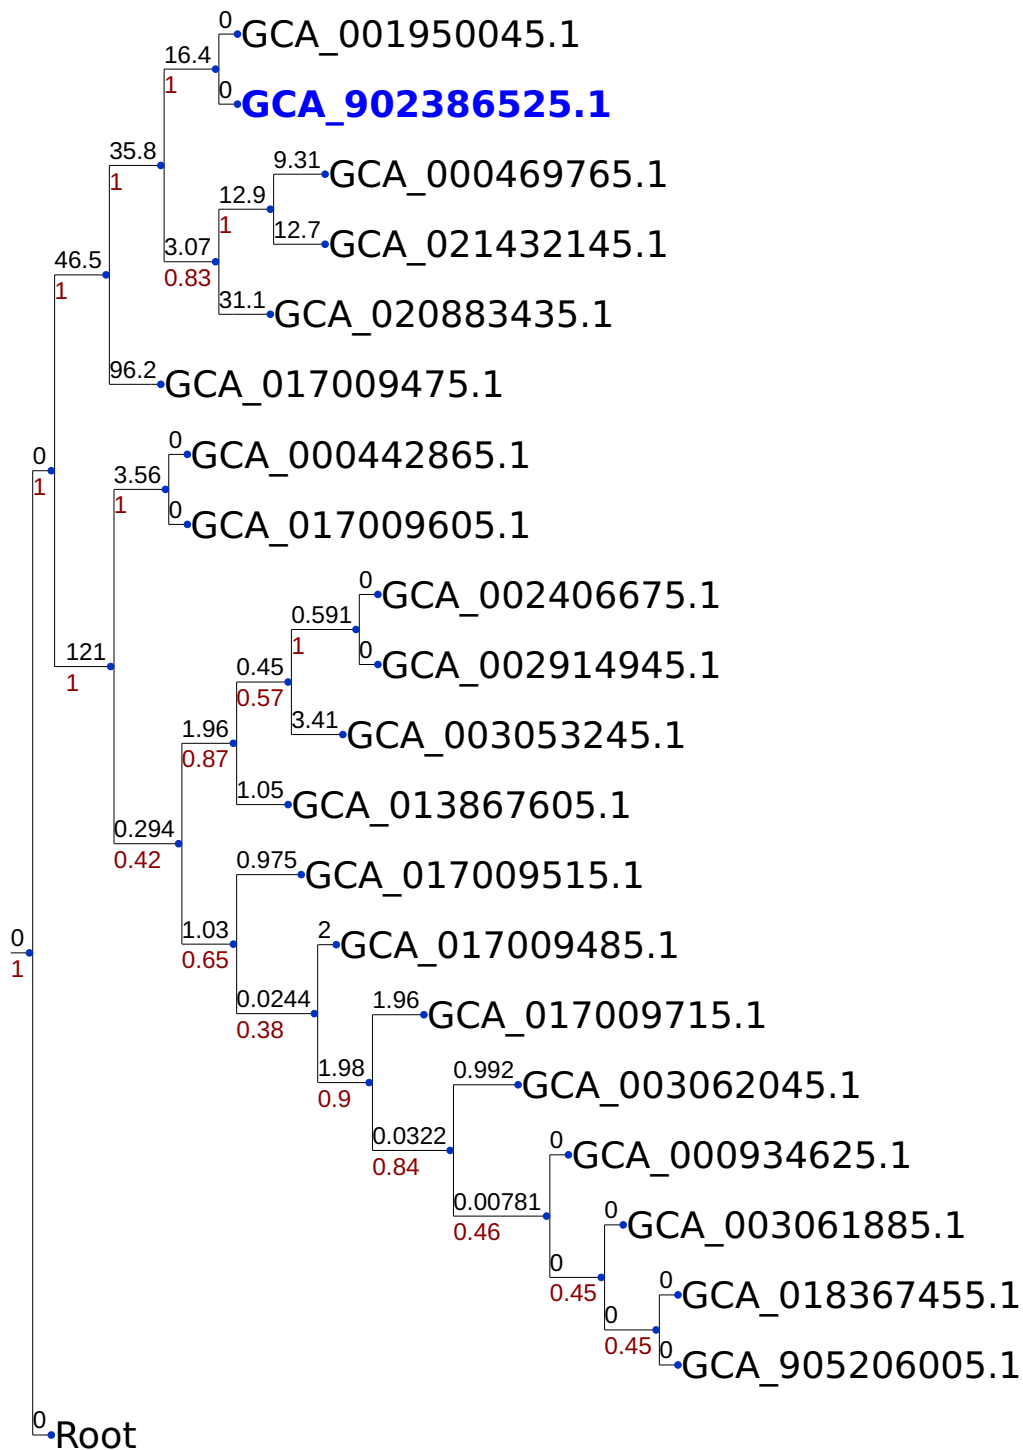 0
GCA_001950045.1
16.4
1
0
GCA_902386525.1
35.8
1
9.31
GCA_000469765.1
12.9
1
12.7
GCA_021432145.1
3.07
0.83
46.5
1
31.1
GCA_020883435.1
96.2
GCA_017009475.1
0
1
0
GCA_000442865.1
3.56
1
0
GCA_017009605.1
0
GCA_002406675.1
0.591
1
0
GCA_002914945.1
121
1
0.45
0.57
3.41
GCA_003053245.1
1.96
0.87
1.05
GCA_013867605.1
0.294
0.42
0.975
GCA_017009515.1
1.03
0.65
2
GCA_017009485.1
0
1
0.0244
0.38
1.96
GCA_017009715.1
1.98
0.9
0.992
GCA_003062045.1
0.0322
0.84
0
GCA_000934625.1
0.00781
0.46
0
GCA_003061885.1
0
0.45
0
GCA_018367455.1
0
0.45
0
GCA_905206005.1
0
Root